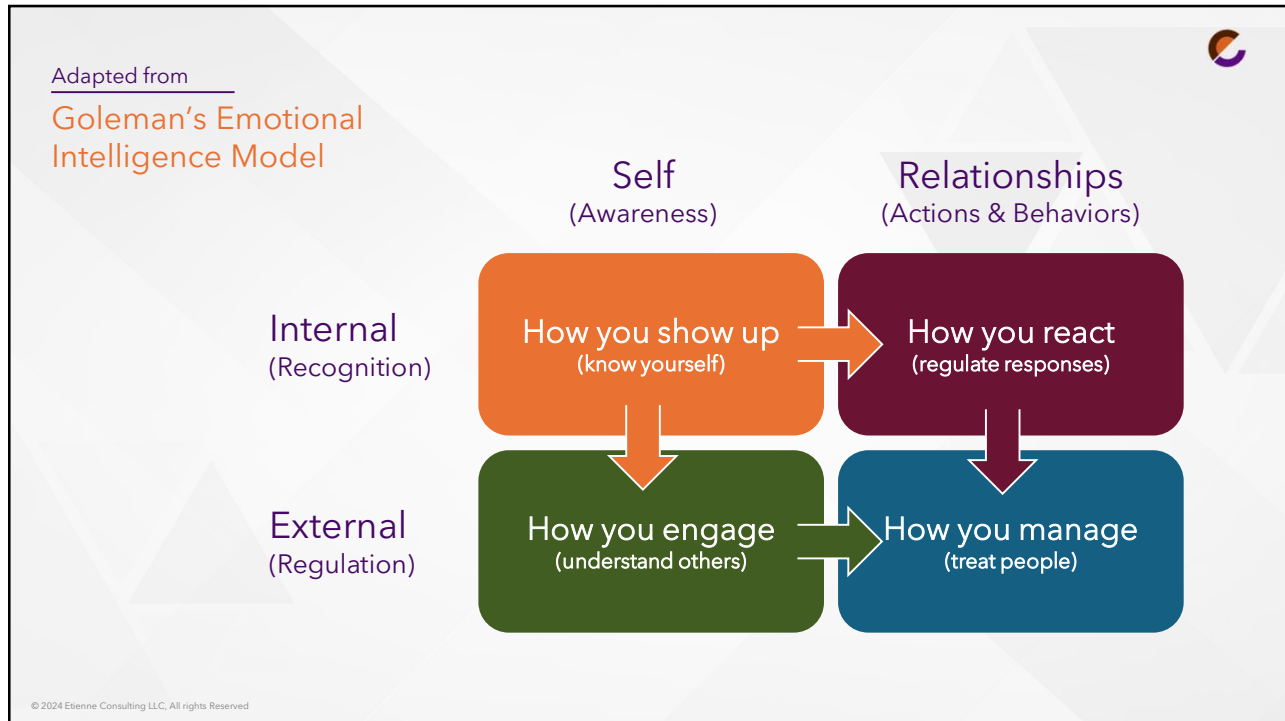 Adapted from
Goleman’s Emotional
Intelligence Model
Self
(Awareness)
Relationships
(Actions & Behaviors)
Internal
(Recognition)
How you show up
(know yourself)
How you react
(regulate responses)
External
(Regulation)
How you engage
(understand others)
How you manage
(treat people)
© 2024 Etienne Consulting LLC, All rights Reserved